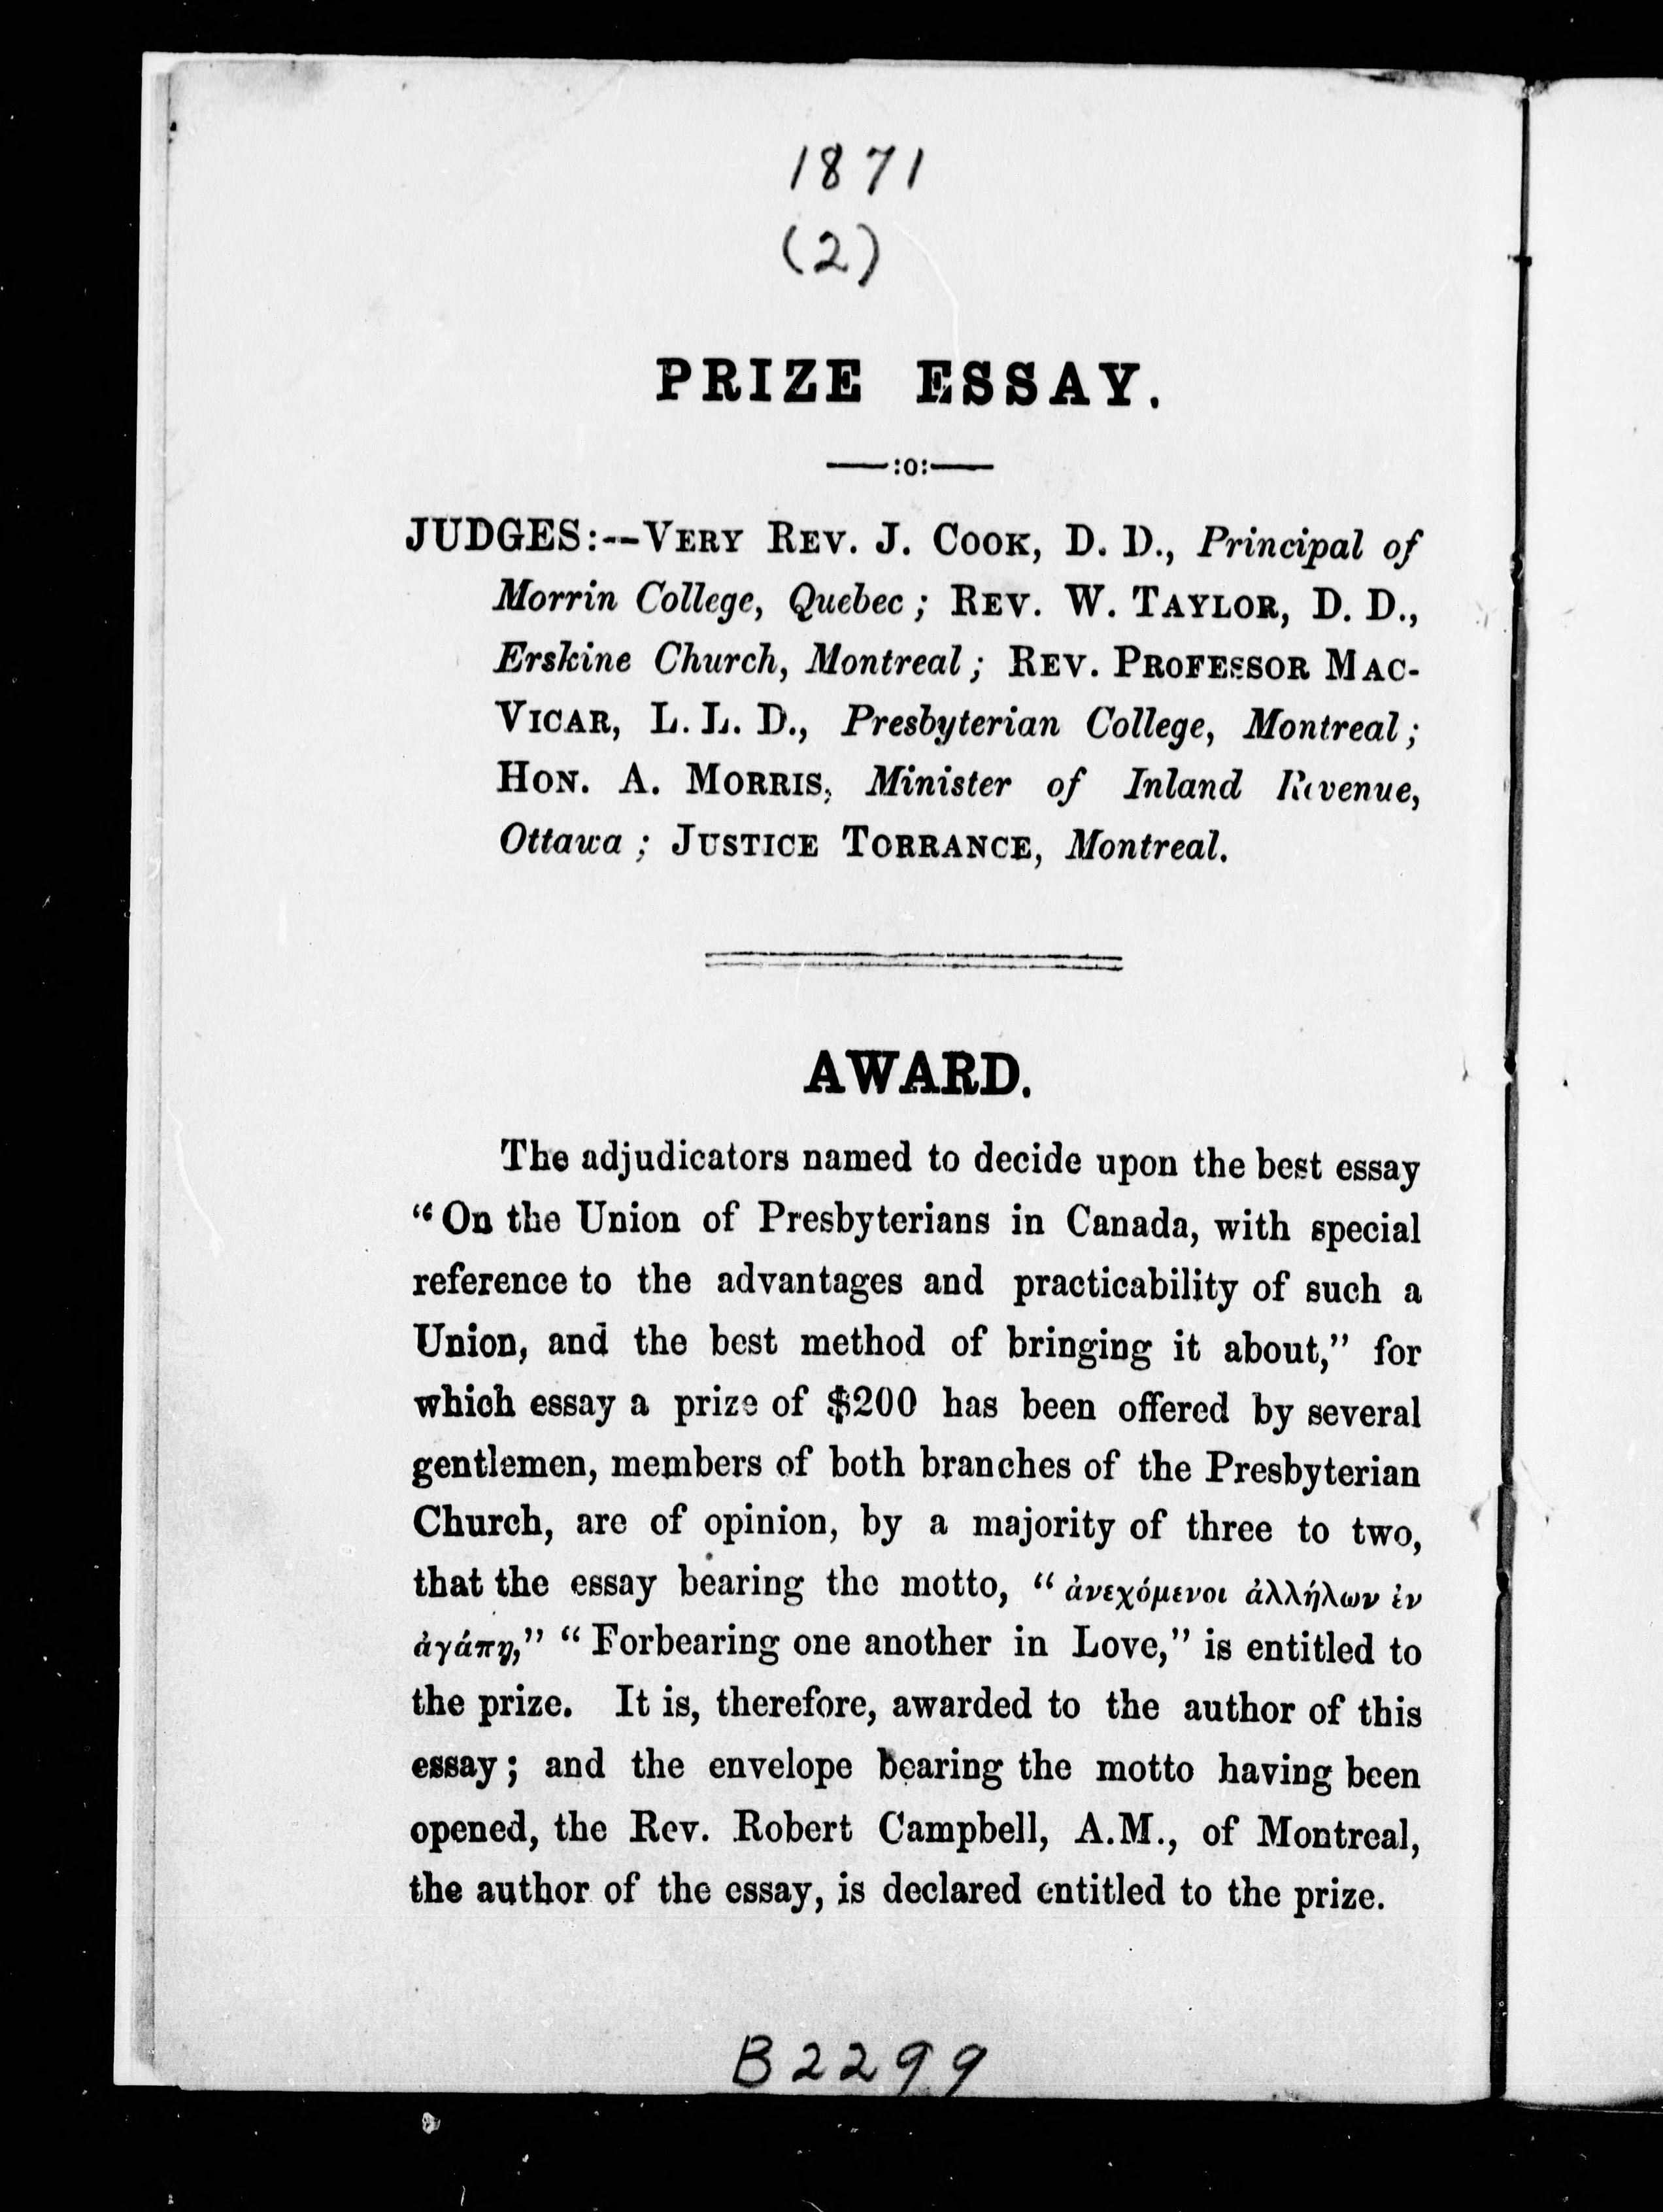 1871
(2)
PRIZE ESSAY.
——:o:——
JUDGES:--VERY REV. J. COOK, D. D., Principal of
Morrin College, Quebec; REV. W. TAYLOR, D. D.,
Erskine Church, Montreal; REV. PROFESSOR MAC-
VICAR, L. L. D., Presbyterian College, Montreal;
HON. A. MORRIS, Minister of Inland Revenue,
Ottawa; JUSTICE TORRANCE, Montreal.
AWARD.
The adjudicators named to decide upon the best essay
“On the Union of Presbyterians in Canada, with special
reference to the advantages and practicability of such a
Union, and the best method of bringing it about,” for
which essay a prize of $200 has been offered by several
gentlemen, members of both branches of the Presbyterian
Church, are of opinion, by a majority of three to two,
that the essay bearing the motto, “ἀνεχόμενοι ἀλλήλων ἐν
ἀγάπῃ,” “Forbearing one another in Love,” is entitled to
the prize. It is, therefore, awarded to the author of this
essay; and the envelope bearing the motto having been
opened, the Rev. Robert Campbell, A.M., of Montreal,
the author of the essay, is declared entitled to the prize.
B2299